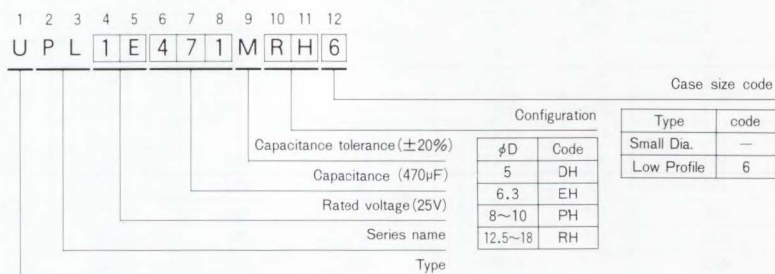 1 2 3 4 5 6 7 8 9 10 11 12
U P L 1 E 4 7 1 M R H 6
Case size code
Type code
Small Dia. —
Low Profile 6
Configuration
φD Code
5 DH
6.3 EH
8~10 PH
12.5~18 RH
Capacitance tolerance (±20%)
Capacitance (470μF)
Rated voltage (25V)
Series name
Type